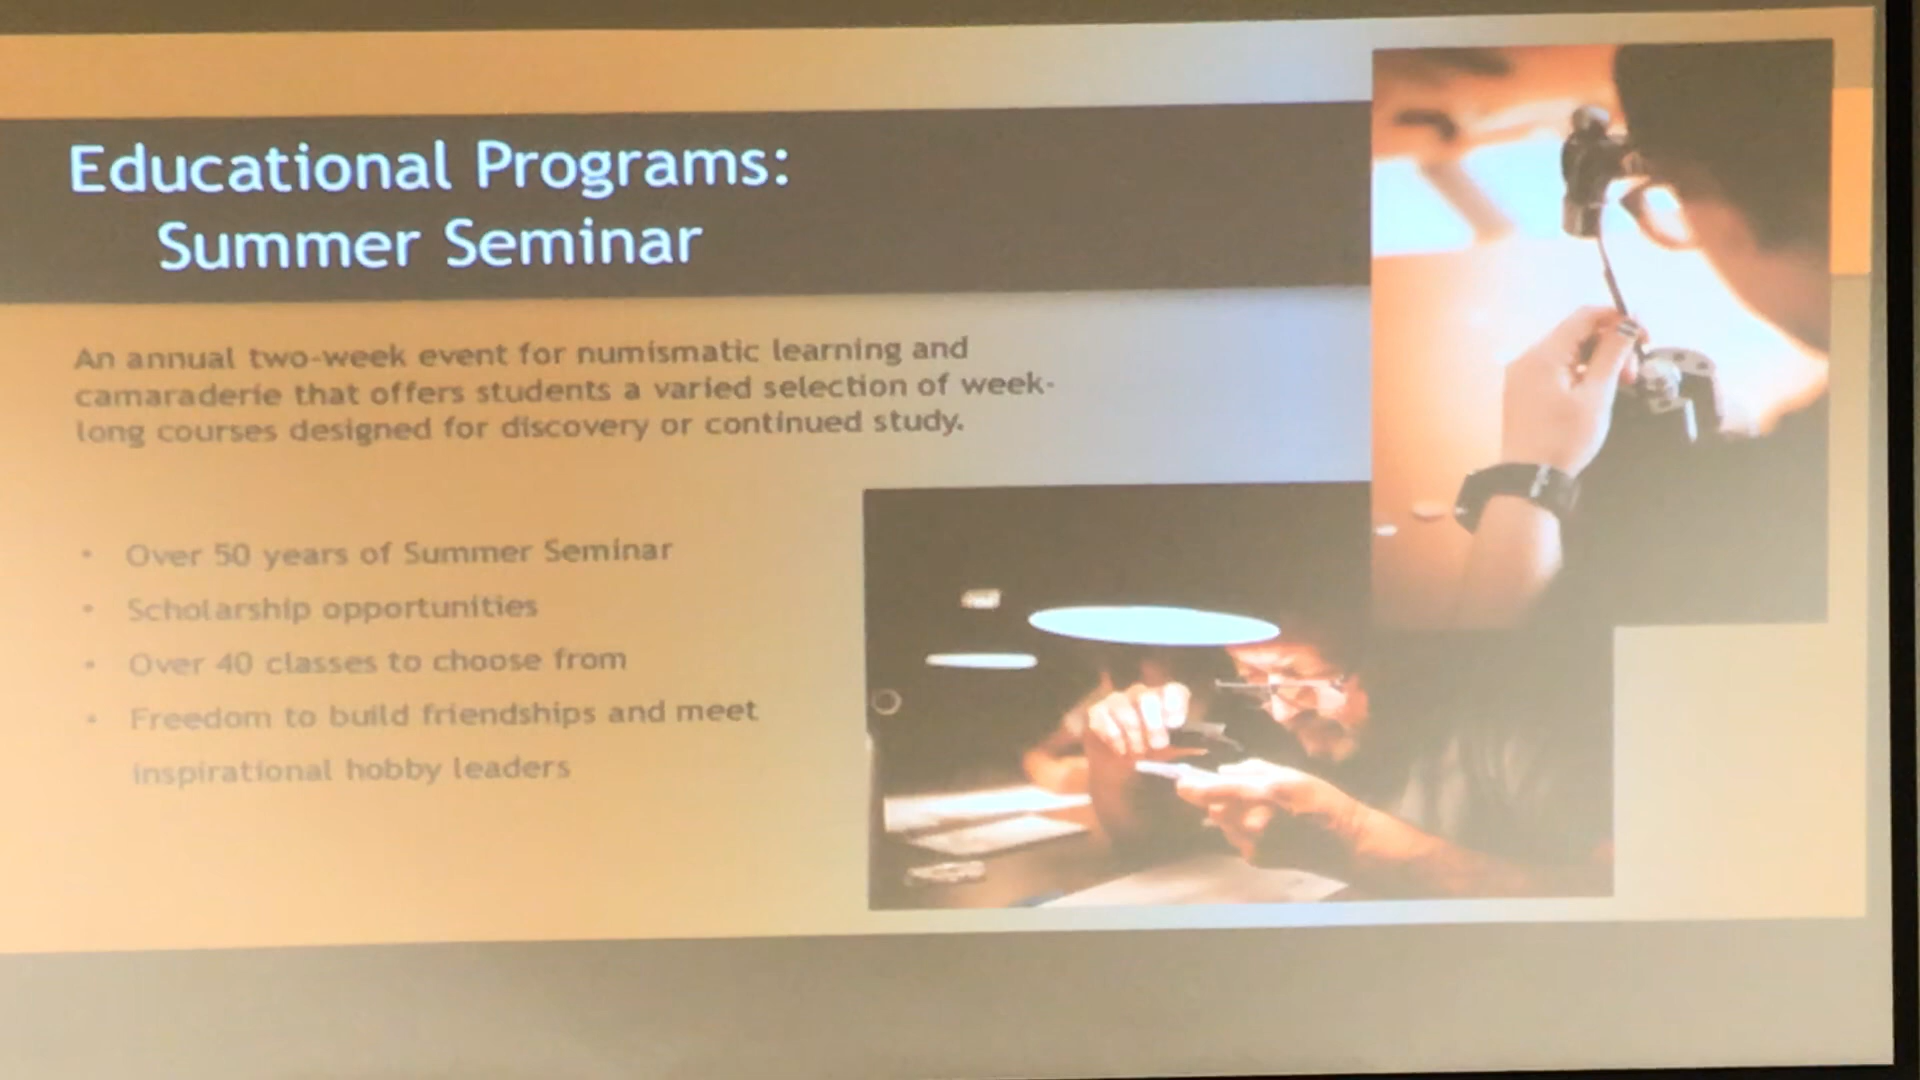 Educational Programs:
Summer Seminar
An annual two-week event for numismatic learning and
camaraderie that offers students a varied selection of week-
long courses designed for discovery or continued study.
• Over 50 years of Summer Seminar
• Scholarship opportunities
• Over 40 classes to choose from
• Freedom to build friendships and meet
inspirational hobby leaders